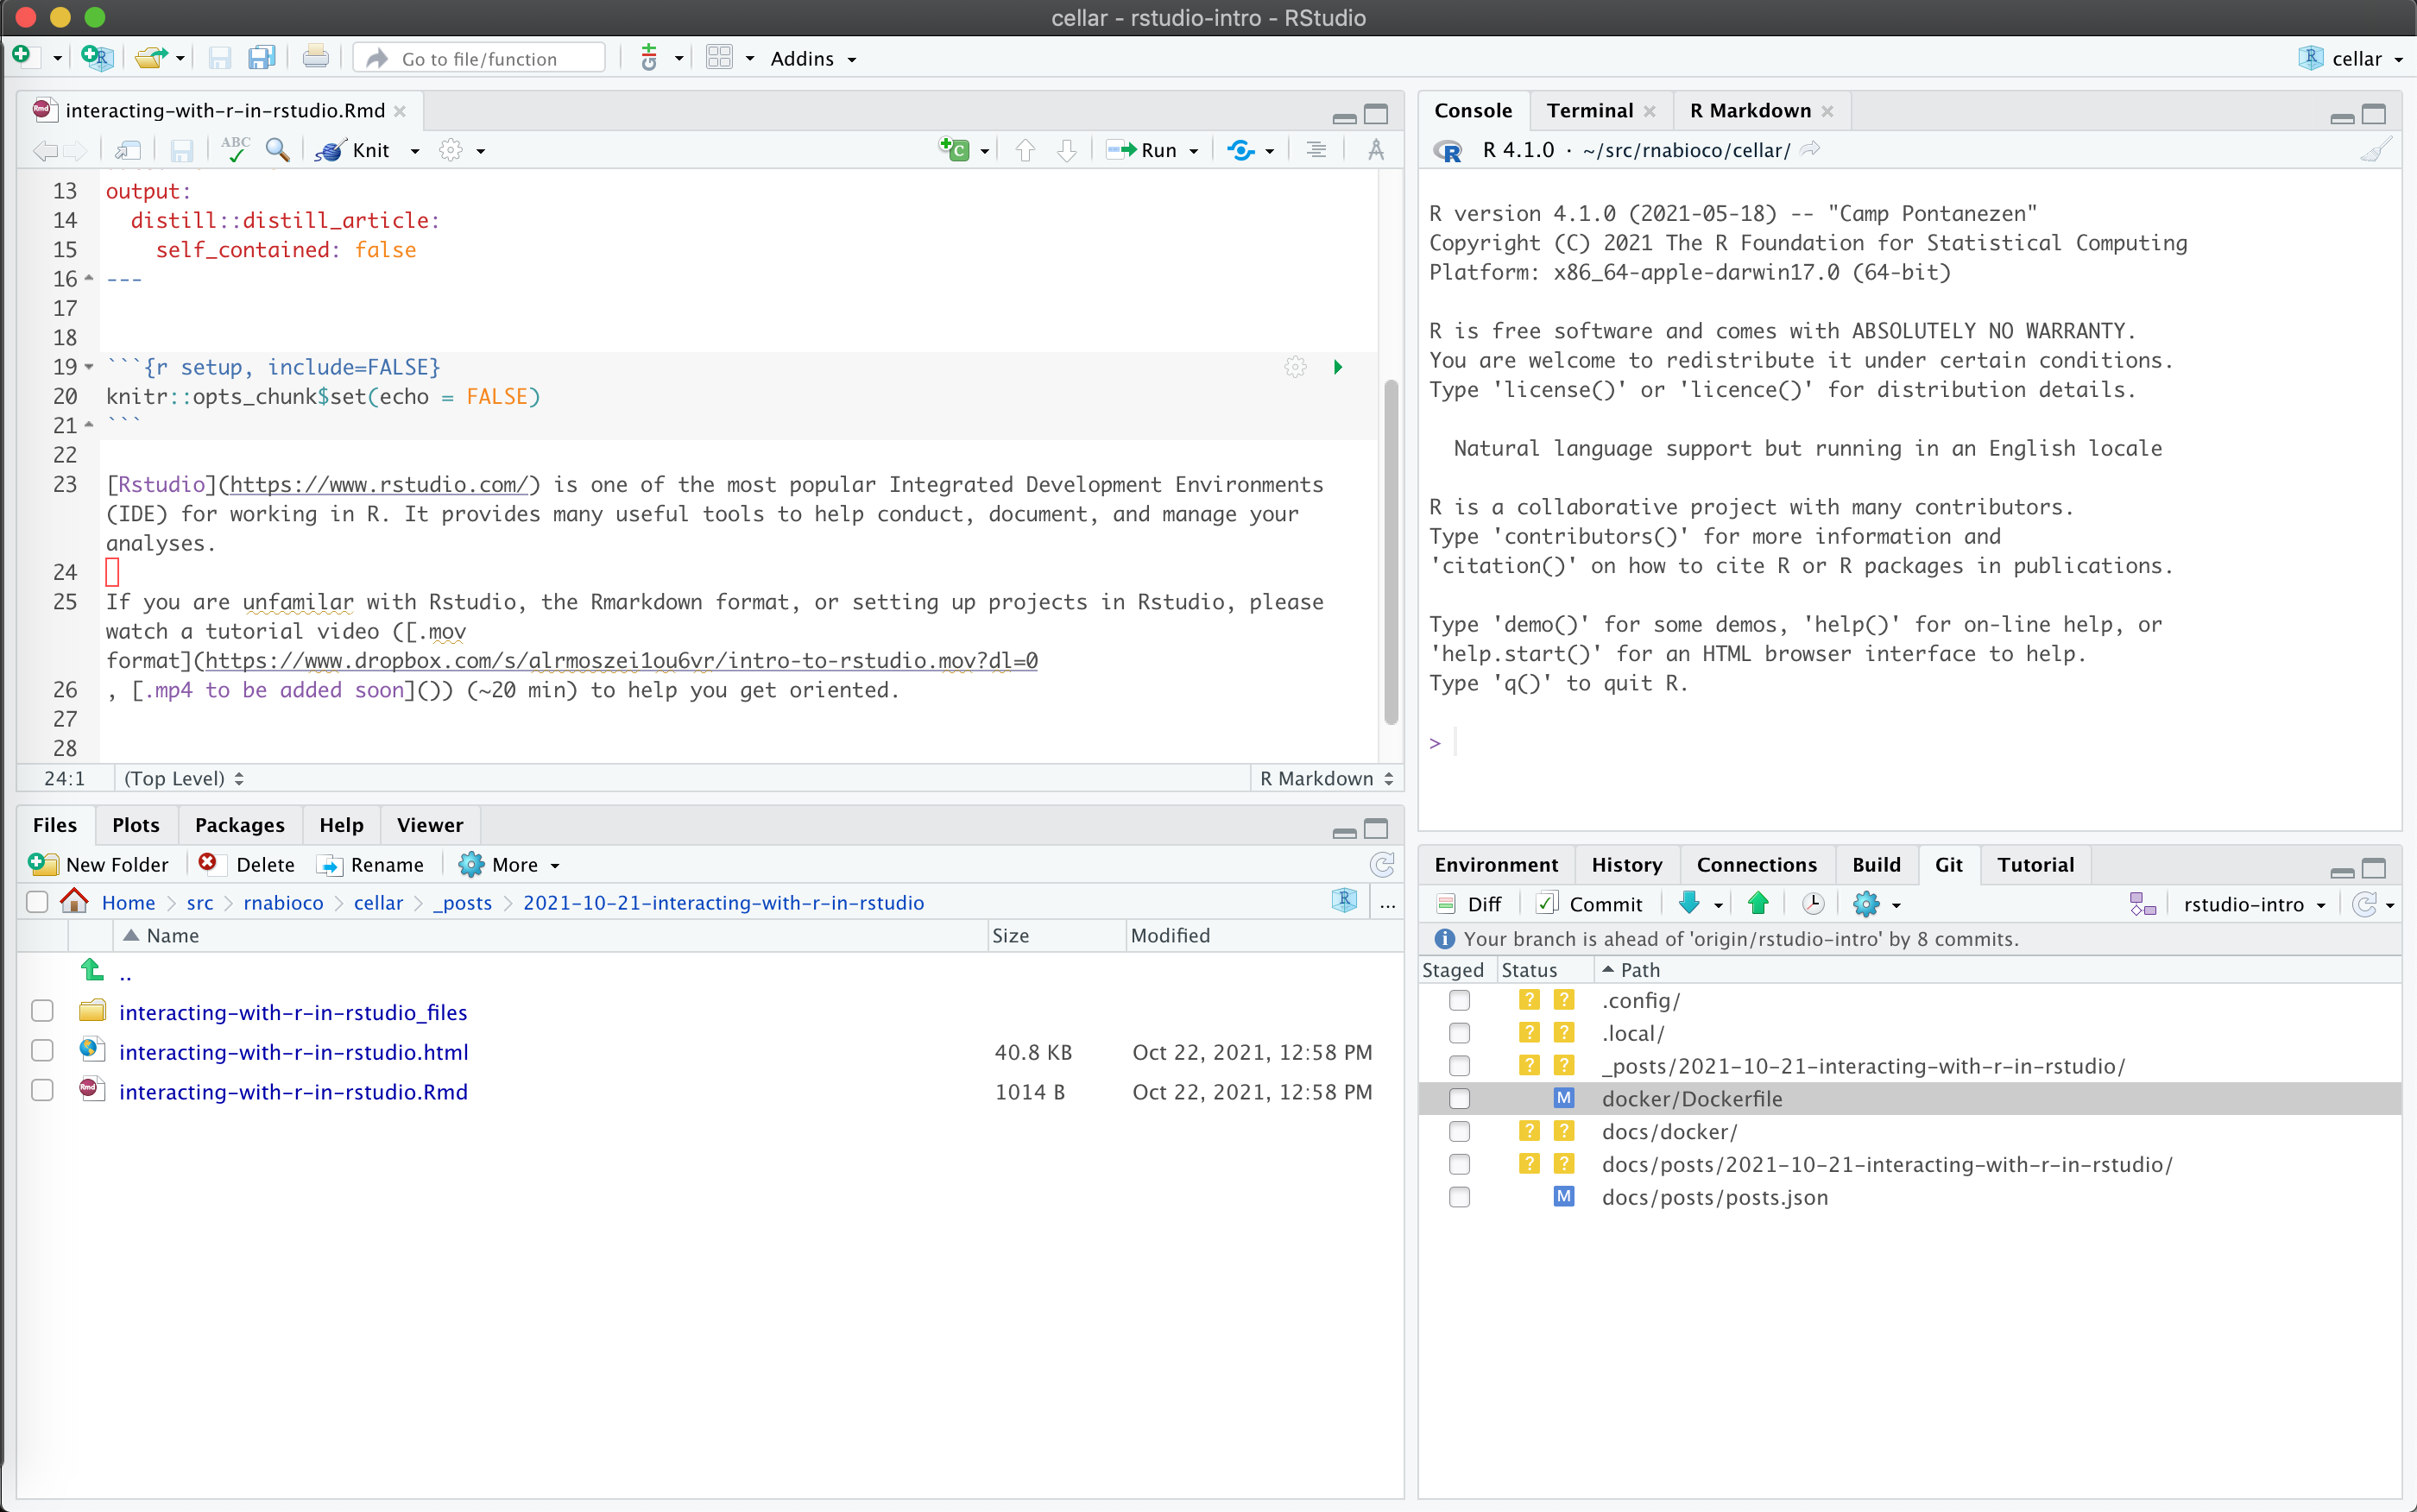 cellar - rstudio-intro - RStudio
Go to file/function
Git
Addins
cellar
interacting-with-r-in-rstudio.Rmd
ABC
Knit
Run
13 output:
14   distill::distill_article:
15     self_contained: false
16 ---
17
18
19 ```{r setup, include=FALSE}
20 knitr::opts_chunk$set(echo = FALSE)
21 ```
22
23 [Rstudio](https://www.rstudio.com/) is one of the most popular Integrated Development Environments
(IDE) for working in R. It provides many useful tools to help conduct, document, and manage your
analyses.
24
25 If you are unfamilar with Rstudio, the Rmarkdown format, or setting up projects in Rstudio, please
watch a tutorial video ([.mov
format](https://www.dropbox.com/s/alrmoszei1ou6vr/intro-to-rstudio.mov?dl=0
26 , [.mp4 to be added soon]()) (~20 min) to help you get oriented.
27
28
24:1 (Top Level) R Markdown
Console Terminal R Markdown
R 4.1.0 · ~/src/rnabioco/cellar/
R version 4.1.0 (2021-05-18) -- "Camp Pontanezen"
Copyright (C) 2021 The R Foundation for Statistical Computing
Platform: x86_64-apple-darwin17.0 (64-bit)
R is free software and comes with ABSOLUTELY NO WARRANTY.
You are welcome to redistribute it under certain conditions.
Type 'license()' or 'licence()' for distribution details.
Natural language support but running in an English locale
R is a collaborative project with many contributors.
Type 'contributors()' for more information and
'citation()' on how to cite R or R packages in publications.
Type 'demo()' for some demos, 'help()' for on-line help, or
'help.start()' for an HTML browser interface to help.
Type 'q()' to quit R.
>
Files Plots Packages Help Viewer
New Folder Delete Rename More
Home > src > rnabioco > cellar > _posts > 2021-10-21-interacting-with-r-in-rstudio ...
Name Size Modified
..
interacting-with-r-in-rstudio_files
interacting-with-r-in-rstudio.html 40.8 KB Oct 22, 2021, 12:58 PM
interacting-with-r-in-rstudio.Rmd 1014 B Oct 22, 2021, 12:58 PM
Environment History Connections Build Git Tutorial
Diff Commit rstudio-intro
Your branch is ahead of 'origin/rstudio-intro' by 8 commits.
Staged Status Path
? ? .config/
? ? .local/
? ? _posts/2021-10-21-interacting-with-r-in-rstudio/
M docker/Dockerfile
? ? docs/docker/
? ? docs/posts/2021-10-21-interacting-with-r-in-rstudio/
M docs/posts/posts.json